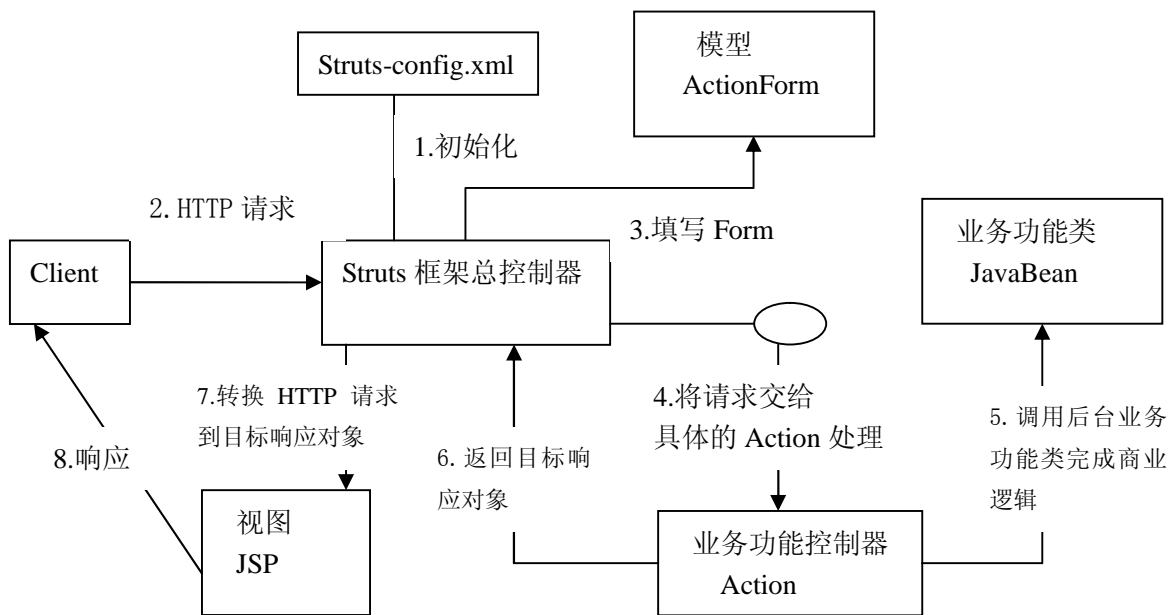 模型
ActionForm
Struts-config.xml
1.初始化
2.HTTP 请求
3.填写 Form
业务功能类
JavaBean
Client
Struts 框架总控制器
7.转换 HTTP 请求
到目标响应对象
4.将请求交给
具体的 Action 处理
5.调用后台业务
功能类完成商业
逻辑
6.返回目标响
应对象
8.响应
视图
JSP
业务功能控制器
Action